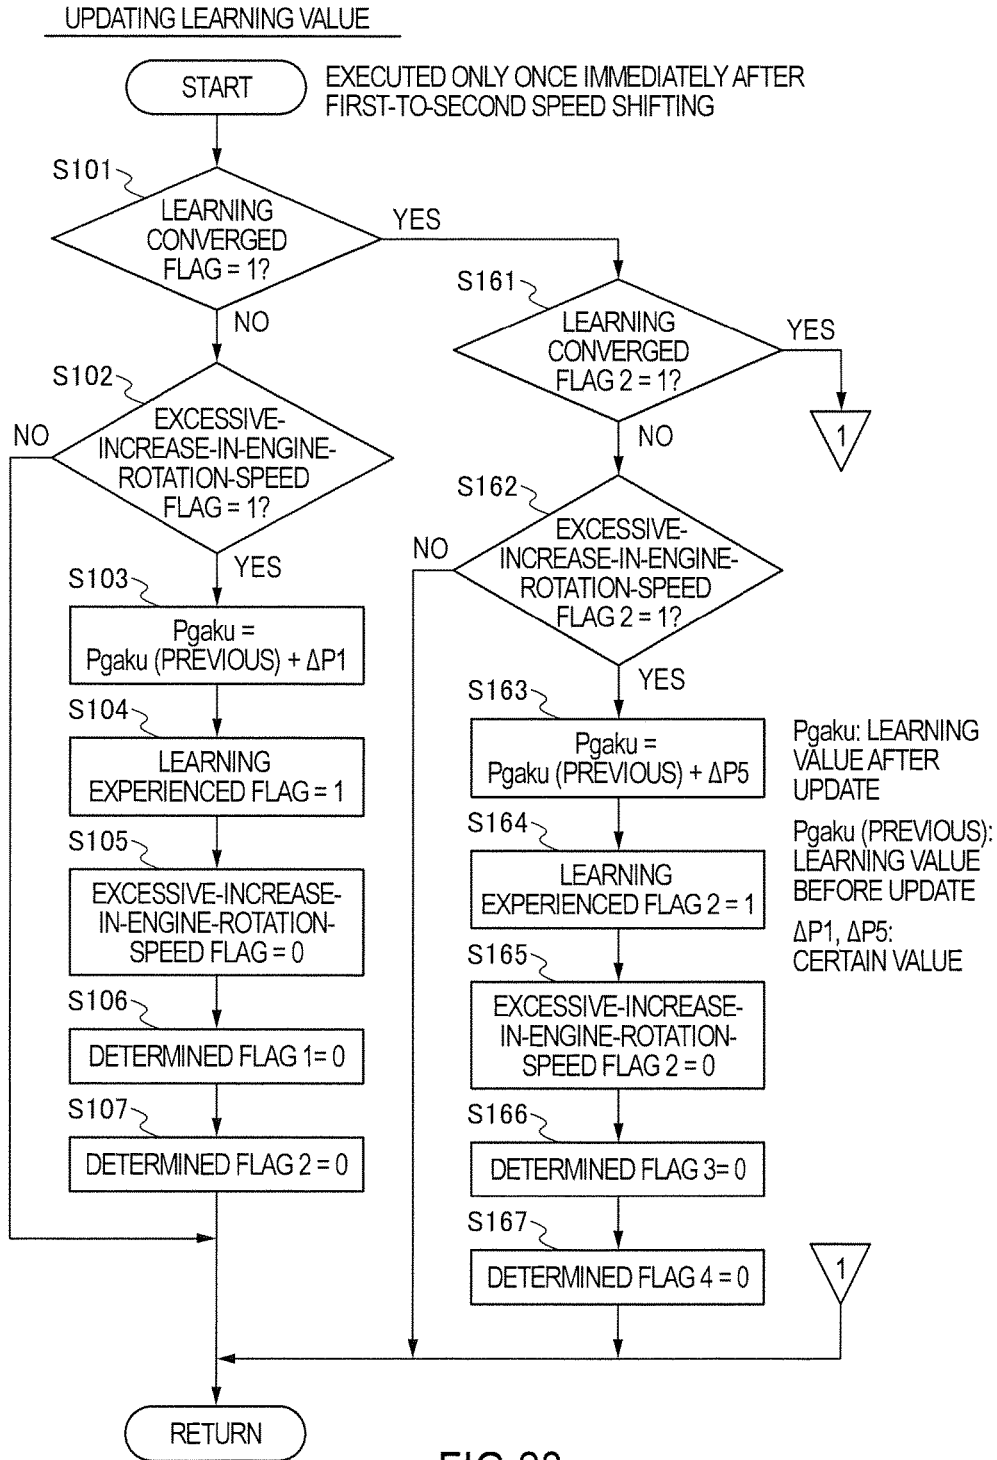 UPDATING LEARNING VALUE
START
EXECUTED ONLY ONCE IMMEDIATELY AFTER
FIRST-TO-SECOND SPEED SHIFTING
S101
LEARNING
CONVERGED
FLAG = 1?
YES
NO
S161
LEARNING
CONVERGED
FLAG 2 = 1?
YES
1
NO
S102
EXCESSIVE-
INCREASE-IN-ENGINE-
ROTATION-SPEED
FLAG = 1?
NO
YES
S162
EXCESSIVE-
INCREASE-IN-ENGINE-
ROTATION-SPEED
FLAG 2 = 1?
NO
YES
S103
Pgaku =
Pgaku (PREVIOUS) + ΔP1
S104
LEARNING
EXPERIENCED FLAG = 1
S105
EXCESSIVE-INCREASE-
IN-ENGINE-ROTATION-
SPEED FLAG = 0
S106
DETERMINED FLAG 1= 0
S107
DETERMINED FLAG 2 = 0
S163
Pgaku =
Pgaku (PREVIOUS) + ΔP5
S164
LEARNING
EXPERIENCED FLAG 2 = 1
S165
EXCESSIVE-INCREASE-
IN-ENGINE-ROTATION-
SPEED FLAG 2 = 0
S166
DETERMINED FLAG 3= 0
S167
DETERMINED FLAG 4 = 0
1
Pgaku: LEARNING
VALUE AFTER
UPDATE
Pgaku (PREVIOUS):
LEARNING VALUE
BEFORE UPDATE
ΔP1, ΔP5:
CERTAIN VALUE
RETURN